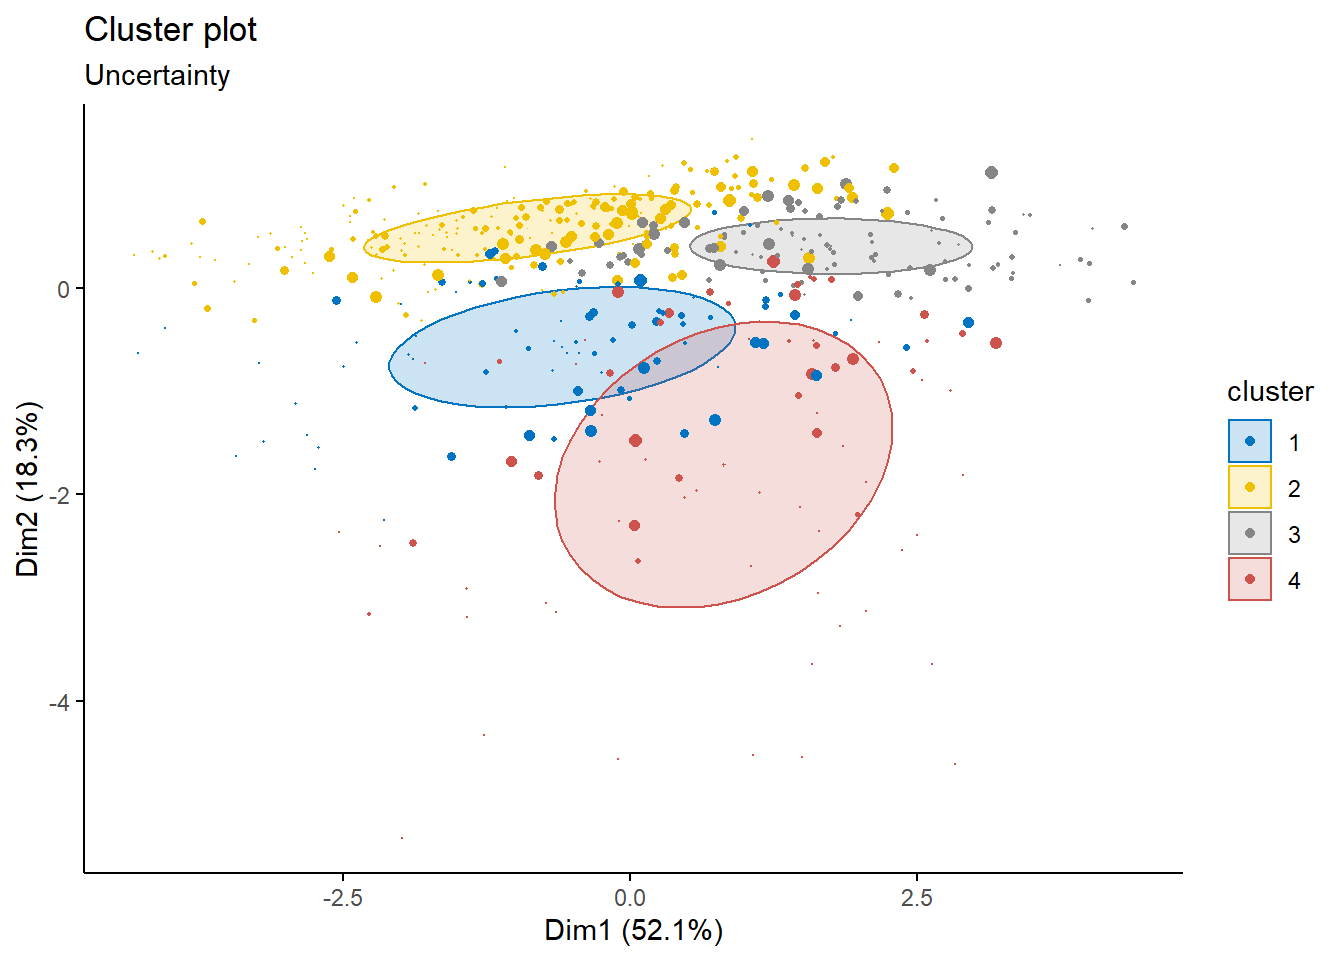 Cluster plot
Uncertainty
0
-2
-4
Dim2 (18.3%)
-2.5
0.0
2.5
Dim1 (52.1%)
cluster
1
2
3
4